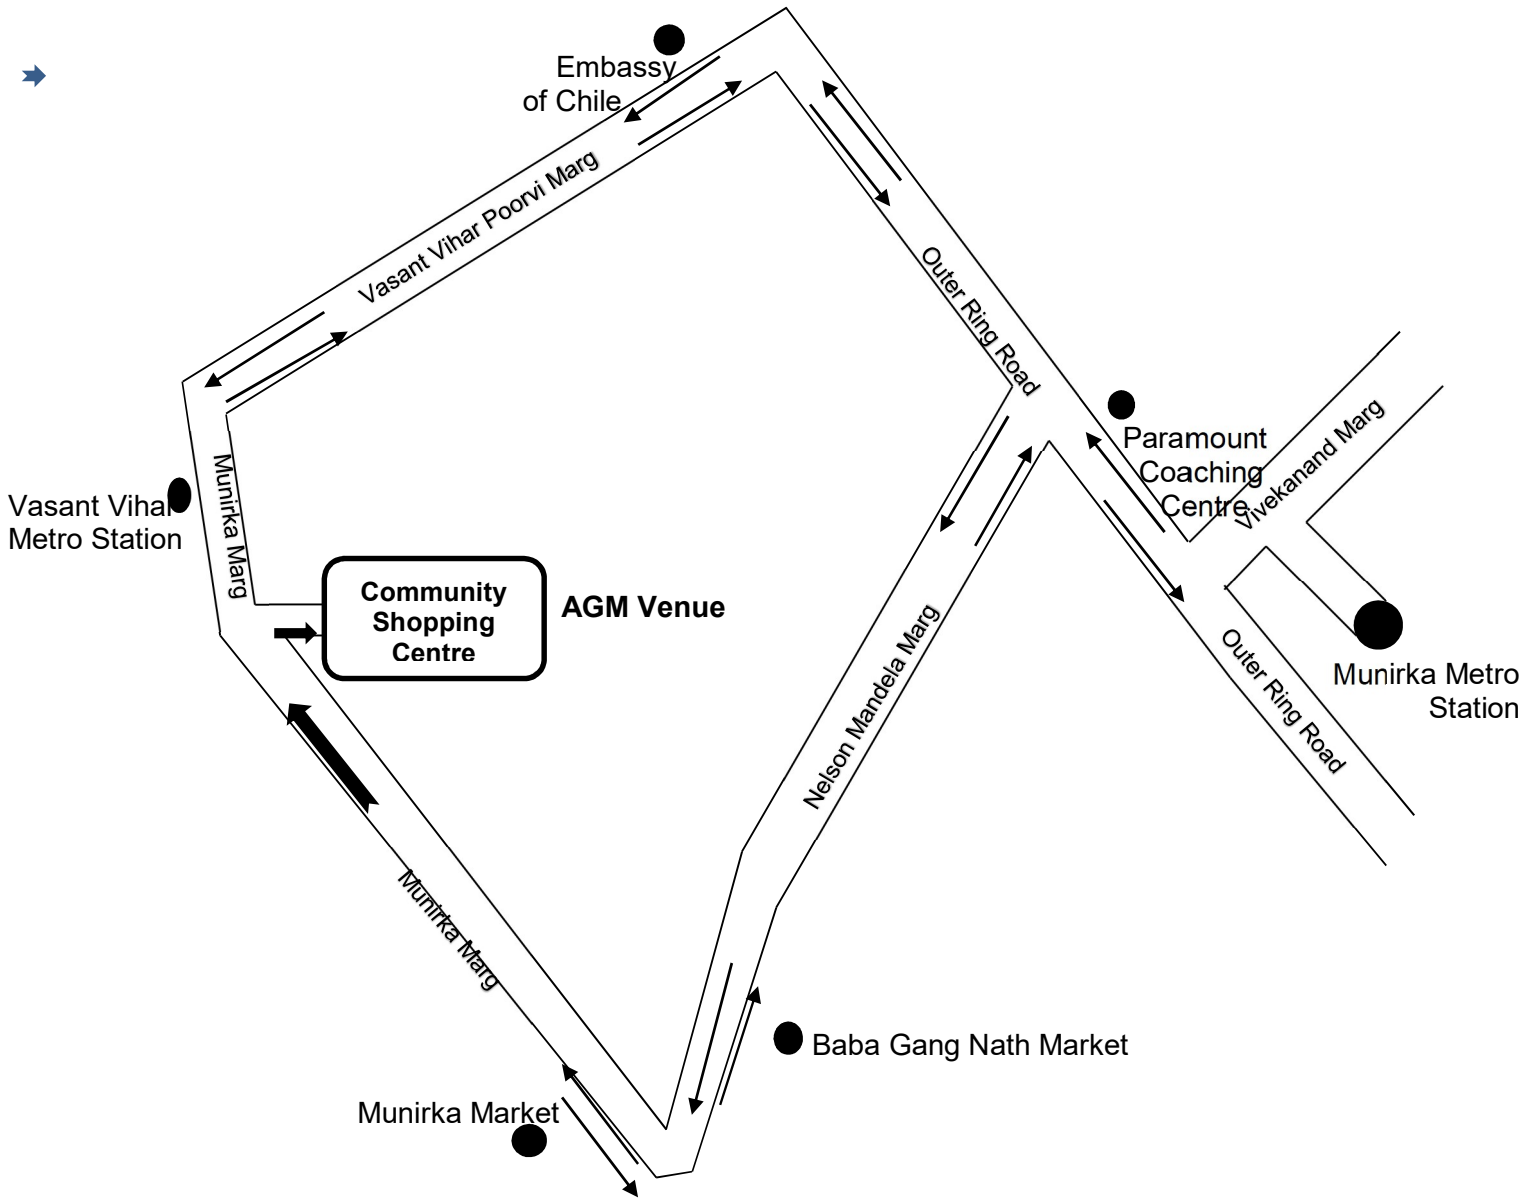 Embassy
of Chile
Vasant Vihar Poorvi Marg
Outer Ring Road
Paramount
Coaching
Centre
Vivekanand Marg
Munirka Marg
Vasant Vihar
Metro Station
Community
Shopping
Centre
AGM Venue
Nelson Mandela Marg
Outer Ring Road
Munirka Metro
Station
Munirka Marg
Baba Gang Nath Market
Munirka Market